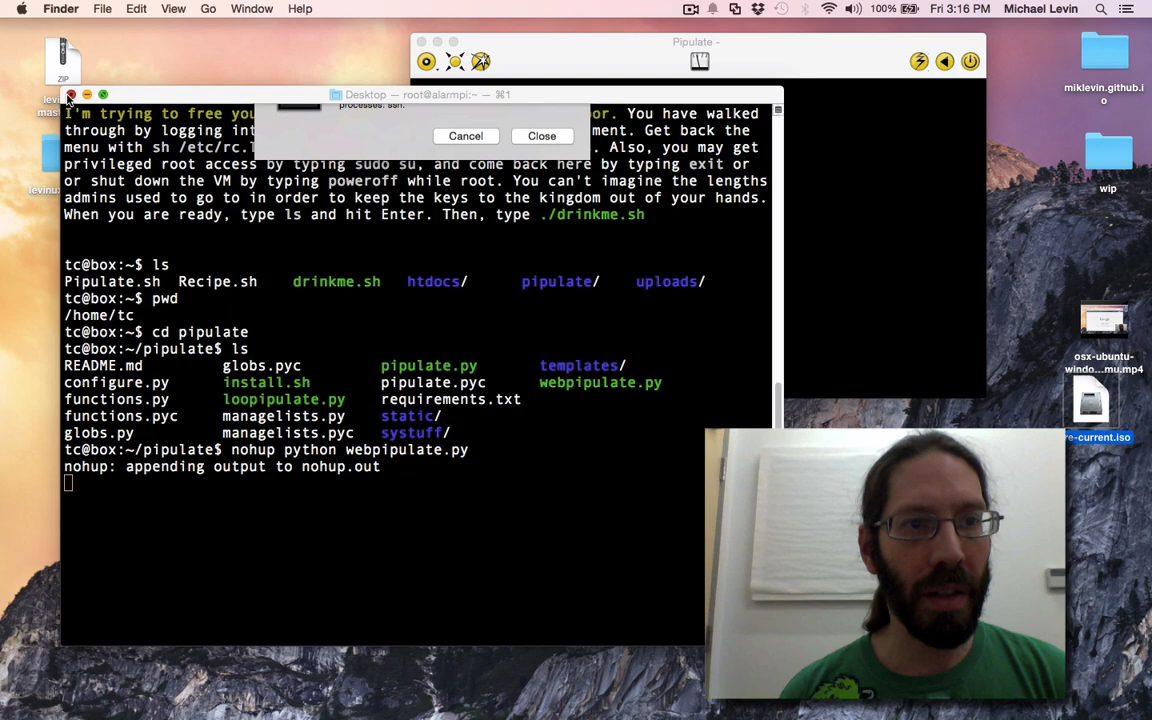 Finder File Edit View Go Window Help 100% Fri 3:16 PM Michael Levin
Pipulate -
ZIP
miklevin.github.i
o
Desktop — root@alarmpi:~ — ⌘1
processes: ssh.
Cancel Close
I'm trying to free you
or. You have walked
through by logging int
ment. Get back the
menu with sh /etc/rc.l
. Also, you may get
privileged root access by typing sudo su, and come back here by typing exit or
or shut down the VM by typing poweroff while root. You can't imagine the lengths
admins used to go to in order to keep the keys to the kingdom out of your hands.
When you are ready, type ls and hit Enter. Then, type ./drinkme.sh
wip
tc@box:~$ ls
Pipulate.sh Recipe.sh drinkme.sh htdocs/ pipulate/ uploads/
tc@box:~$ pwd
/home/tc
tc@box:~$ cd pipulate
tc@box:~/pipulate$ ls
README.md globs.pyc pipulate.py templates/
configure.py install.sh pipulate.pyc webpipulate.py
functions.py loopipulate.py requirements.txt
functions.pyc managelists.py static/
globs.py managelists.pyc systuff/
tc@box:~/pipulate$ nohup python webpipulate.py
nohup: appending output to nohup.out
osx-ubuntu-
windo...mu.mp4
re-current.iso